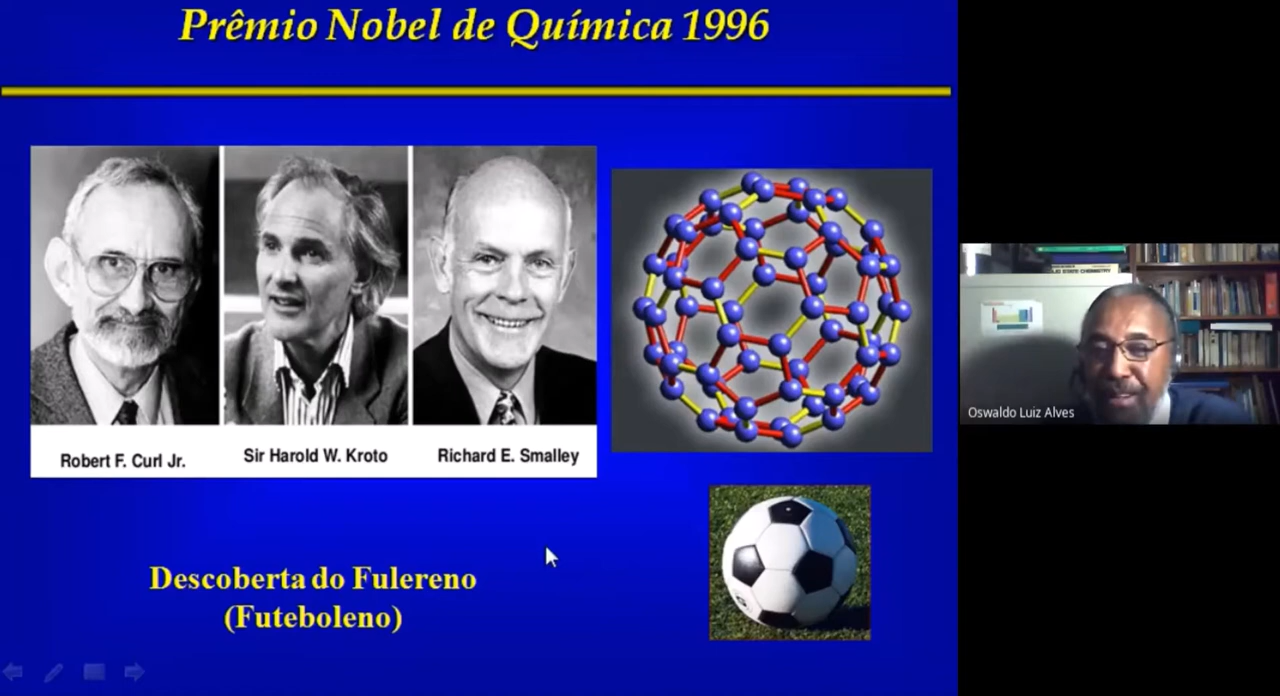 Prêmio Nobel de Química 1996
Robert F. Curl Jr.
Sir Harold W. Kroto
Richard E. Smalley
Descoberta do Fulereno
(Futeboleno)
Oswaldo Luiz Alves